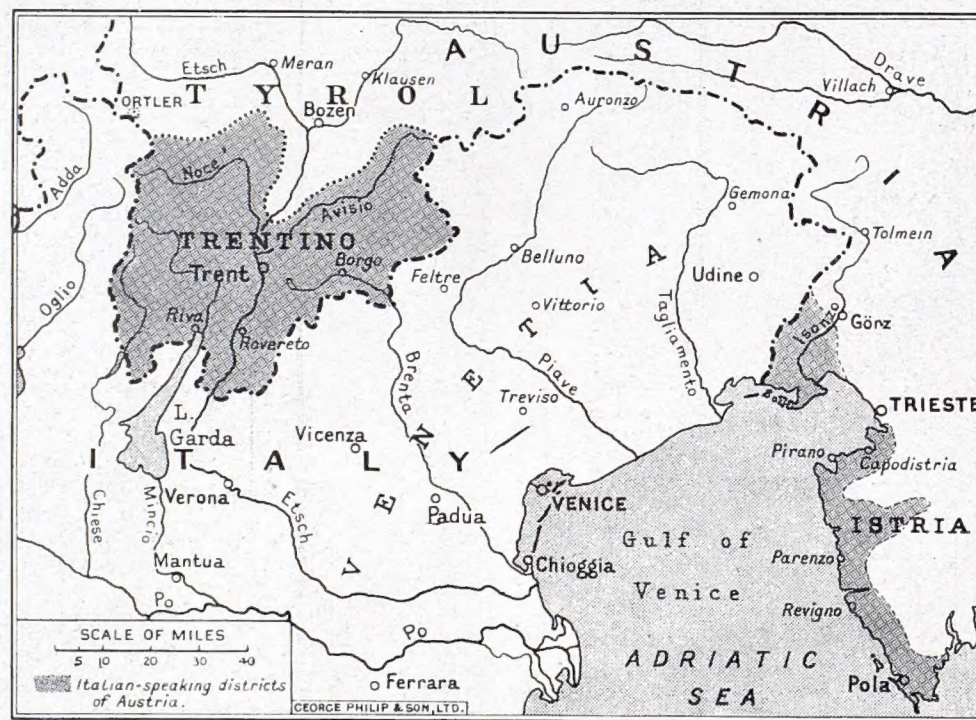 AUSTRIA
Etsch
Meran
Klausen
Drave
Villach
ORTLER
TYROL
Bozen
Auronzo
Adda
Noce
Avisio
Gemona
TRENTINO
Tolmein
Borgo
Belluno
Trent
Feltre
Udine
Oglio
Vittorio
Isonzo
Görz
Riva
Rovereto
Tagliamento
Brenta
Piave
Treviso
TRIESTE
L.
Garda
Vicenza
Pirano
Capodistria
ITALY
VENETIA
Verona
Etsch
Padua
VENICE
ISTRIA
Chiese
Mincio
Gulf of
Venice
Mantua
Chioggia
Parenzo
Po
Revigno
Po
ADRIATIC
SEA
Pola
Ferrara
SCALE OF MILES
5 10 20 30 40
Italian-speaking districts
of Austria.
GEORGE PHILIP & SON, LTD.